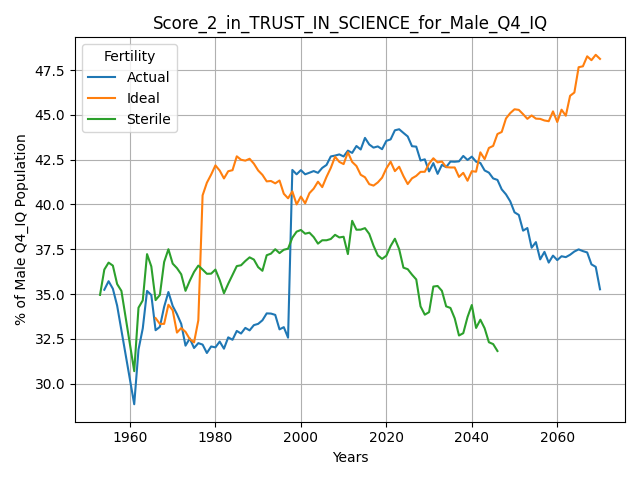 Score_2_in_TRUST_IN_SCIENCE_for_Male_Q4_IQ
Fertility
Actual
Ideal
Sterile
47.5
45.0
42.5
40.0
37.5
35.0
32.5
30.0
% of Male Q4_IQ Population
1960
1980
2000
2020
2040
2060
Years